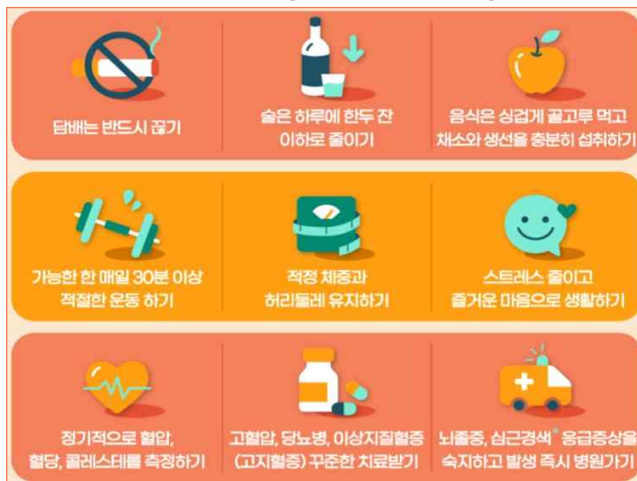 담배는 반드시 끊기
술은 하루에 한두 잔
이하로 줄이기
음식은 싱겁게 골고루 먹고
채소와 생선을 충분히 섭취하기
가능한 한 매일 30분 이상
적절한 운동 하기
적정 체중과
허리둘레 유지하기
스트레스 줄이고
즐거운 마음으로 생활하기
정기적으로 혈압,
혈당, 콜레스테롤 측정하기
고혈압, 당뇨병, 이상지질혈증
(고지혈증) 꾸준한 치료받기
뇌졸중, 심근경색* 응급증상을
숙지하고 발생 즉시 병원가기